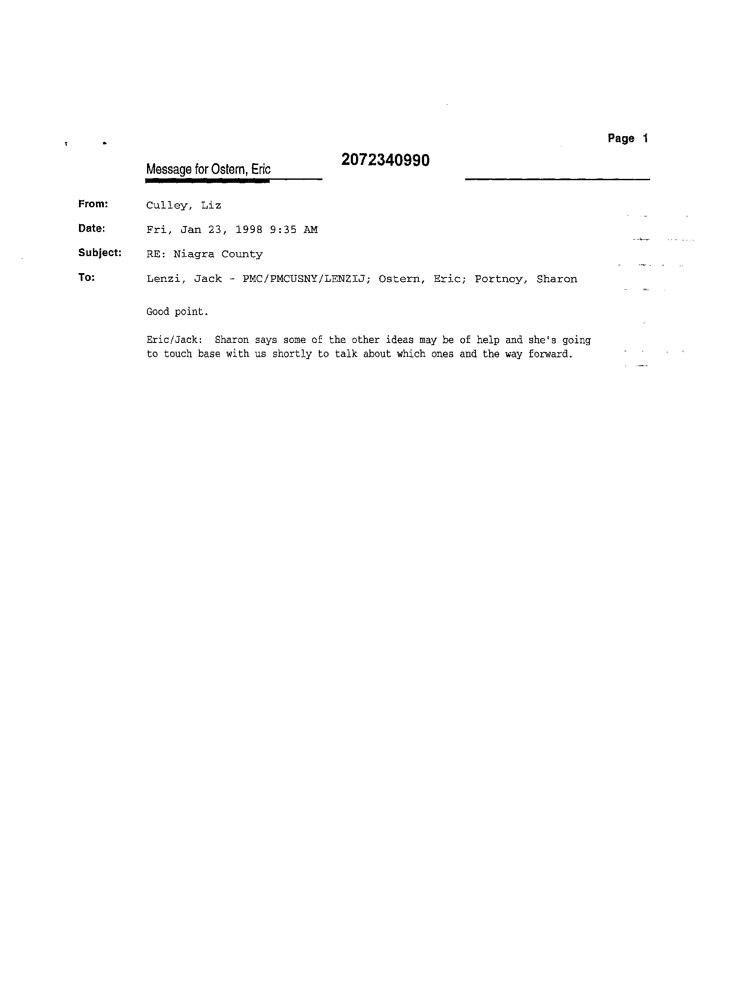 Page 1
2072340990
Message for Ostern, Eric
From: Culley, Liz
Date: Fri, Jan 23, 1998 9:35 AM
Subject: RE: Niagra County
To: Lenzi, Jack - PMC/PMCUSNY/LENZIJ; Ostern, Eric; Portnoy, Sharon
Good point.
Eric/Jack: Sharon says some of the other ideas may be of help and she's going
to touch base with us shortly to talk about which ones and the way forward.